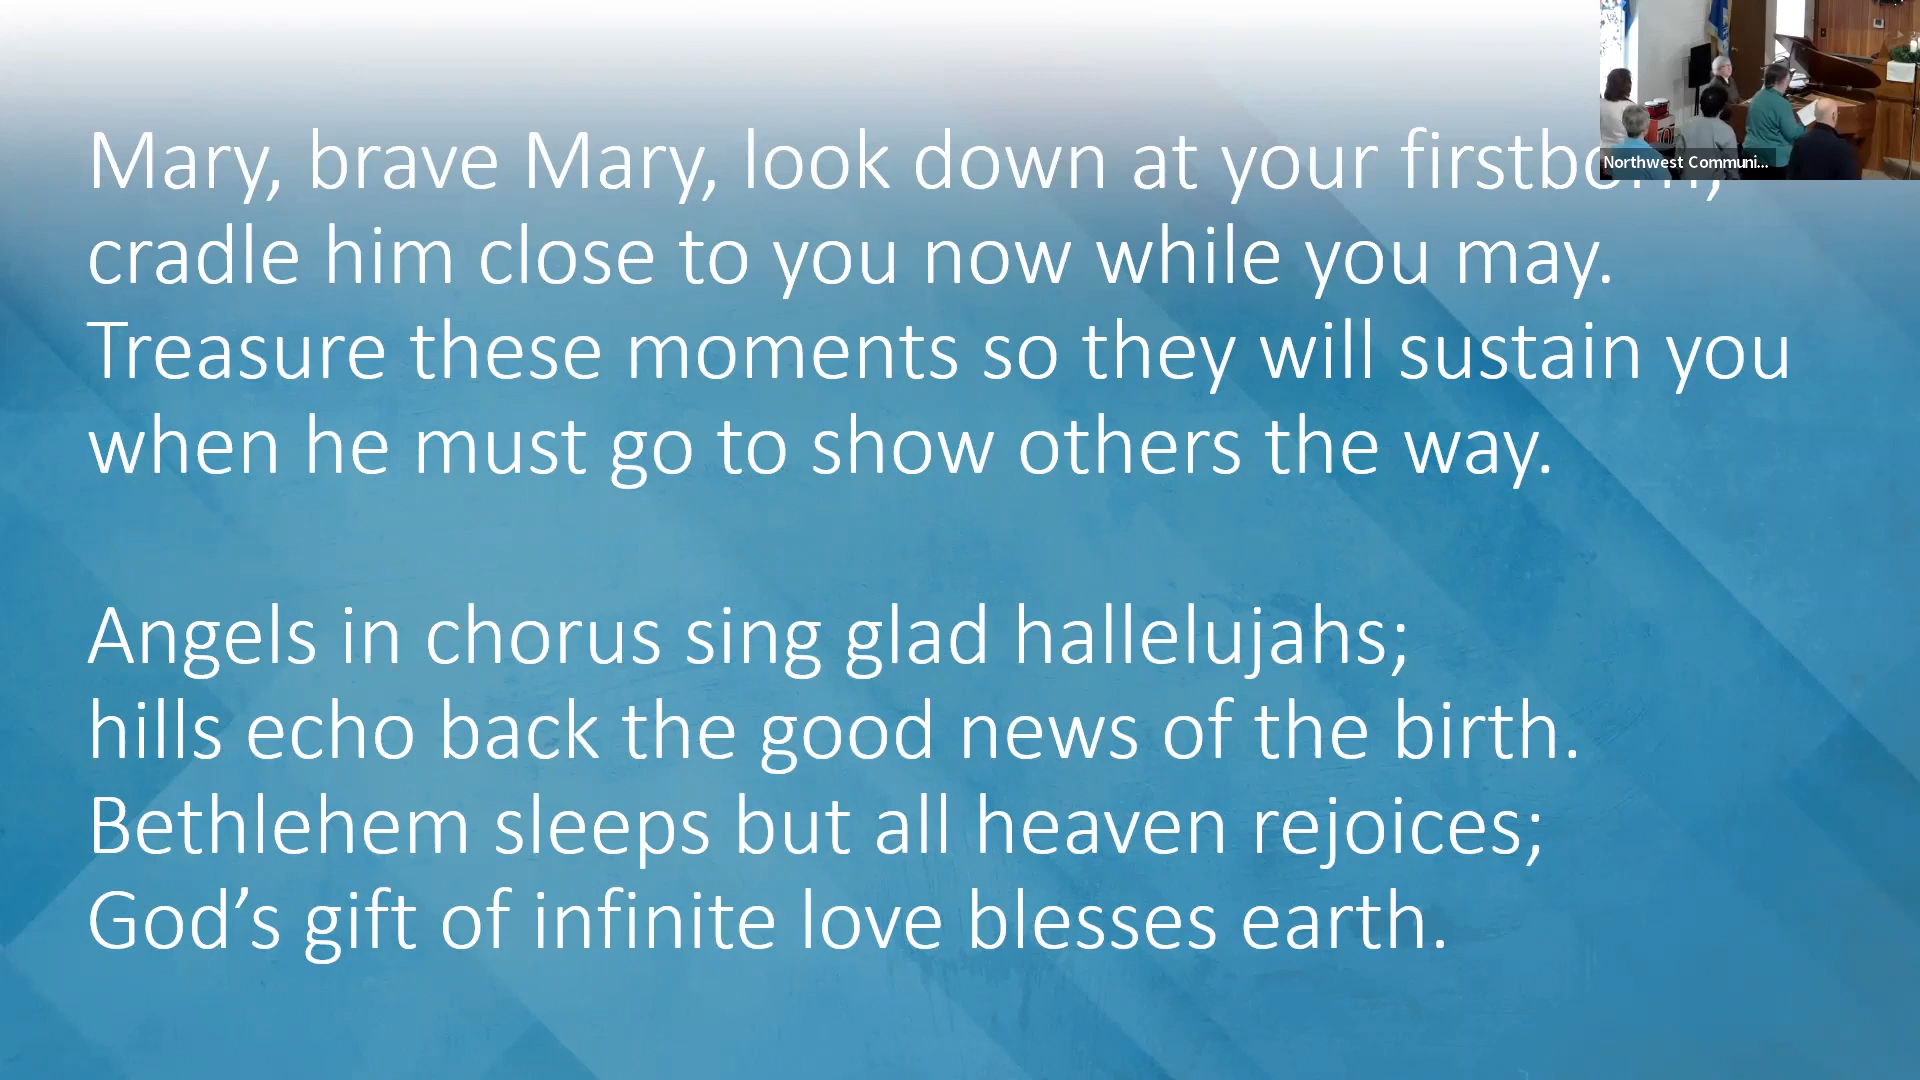 Mary, brave Mary, look down at your
cradle him close to you now while you may.
Treasure these moments so they will sustain you
when he must go to show others the way.
Angels in chorus sing glad hallelujahs;
hills echo back the good news of the birth.
Bethlehem sleeps but all heaven rejoices;
God’s gift of infinite love blesses earth.
Northwest Communi...